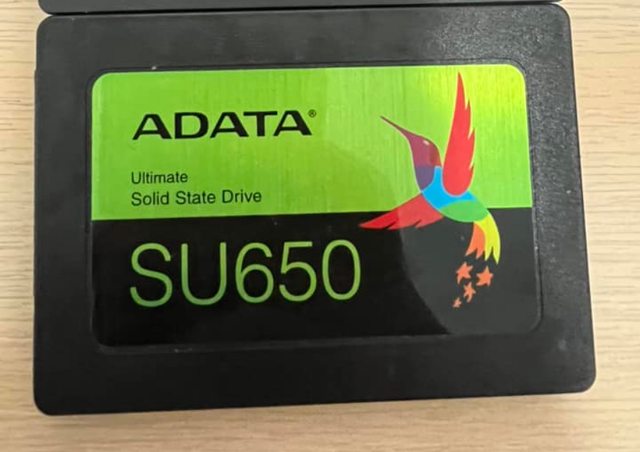 ADATA®
Ultimate
Solid State Drive
SU650